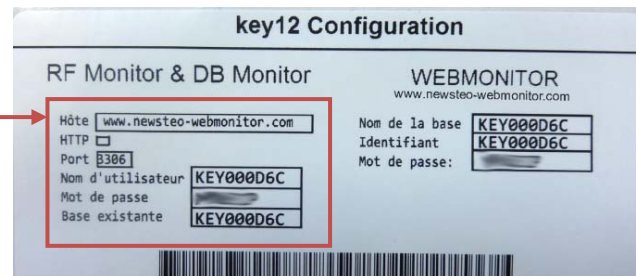 key12 Configuration
RF Monitor & DB Monitor
Hôte www.newsteo-webmonitor.com
HTTP
Port 3306
Nom d'utilisateur KEY000D6C
Mot de passe
Base existante KEY000D6C
WEBMONITOR
www.newsteo-webmonitor.com
Nom de la base KEY000D6C
Identifiant KEY000D6C
Mot de passe: